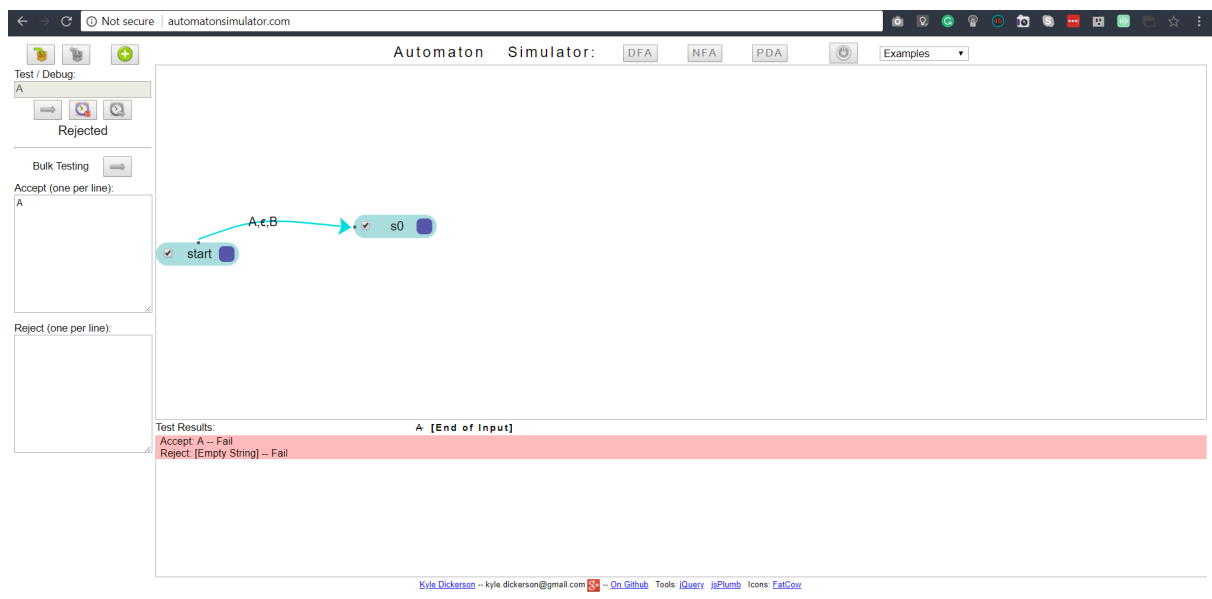 Not secure | automatonsimulator.com
Automaton Simulator: DFA NFA PDA Examples
Test / Debug:
A
Rejected
Bulk Testing
Accept (one per line):
A
A,ϵ,B
s0
start
Reject (one per line):
Test Results: A [End of Input]
Accept: A -- Fail
Reject: [Empty String] -- Fail
Kyle Dickerson -- kyle.dickerson@gmail.com g+ -- On Github Tools: jQuery jsPlumb Icons: FatCow